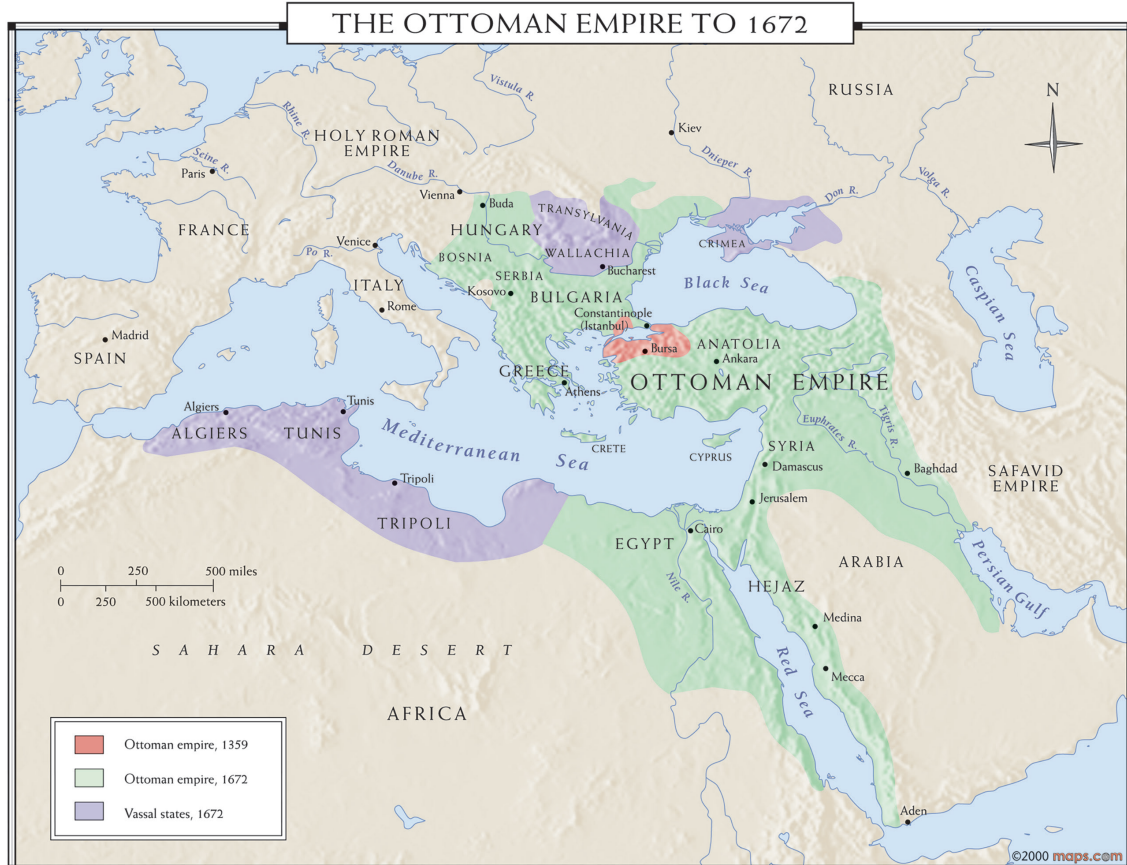 THE OTTOMAN EMPIRE TO 1672
RUSSIA
N
Vistula R.
Rhine R.
Kiev
HOLY ROMAN
EMPIRE
Dnieper R.
Seine R.
Paris
Danube R.
Volga R.
Don R.
Vienna
Buda
TRANSYLVANIA
FRANCE
HUNGARY
Venice
CRIMEA
Po R.
BOSNIA
WALLACHIA
Bucharest
SERBIA
ITALY
Kosovo
BULGARIA
Black Sea
Caspian Sea
Rome
Constantinople
(Istanbul)
Madrid
SPAIN
Bursa
ANATOLIA
Ankara
GREECE
OTTOMAN EMPIRE
Athens
Algiers
Tunis
ALGIERS
TUNIS
Mediterranean Sea
Euphrates R.
Tigris R.
CRETE
CYPRUS
SYRIA
Damascus
Baghdad
SAFAVID
EMPIRE
Tripoli
Jerusalem
TRIPOLI
EGYPT
Cairo
ARABIA
Persian Gulf
0 250 500 miles
0 250 500 kilometers
Nile R.
HEJAZ
Medina
SAHARA DESERT
Red Sea
Mecca
AFRICA
Ottoman empire, 1359
Ottoman empire, 1672
Vassal states, 1672
Aden
©2000 maps.com